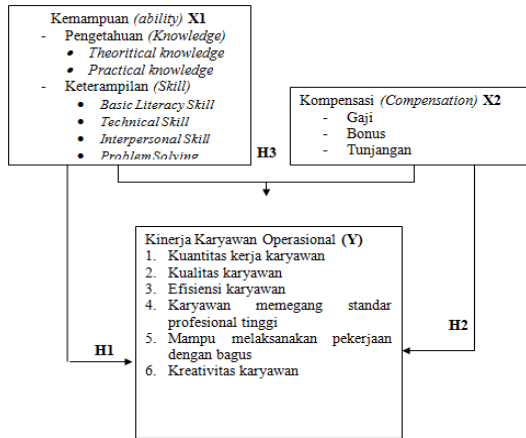 Kemampuan (ability) X1
- Pengetahuan (Knowledge)
• Theoritical knowledge
• Practical knowledge
- Keterampilan (Skill)
• Basic Literacy Skill
• Technical Skill
• Interpersonal Skill
• Problem Solving
Kompensasi (Compensation) X2
- Gaji
- Bonus
- Tunjangan
H3
Kinerja Karyawan Operasional (Y)
1. Kuantitas kerja karyawan
2. Kualitas karyawan
3. Efisiensi karyawan
4. Karyawan memegang standar
profesional tinggi
5. Mampu melaksanakan pekerjaan
dengan bagus
6. Kreativitas karyawan
H1
H2